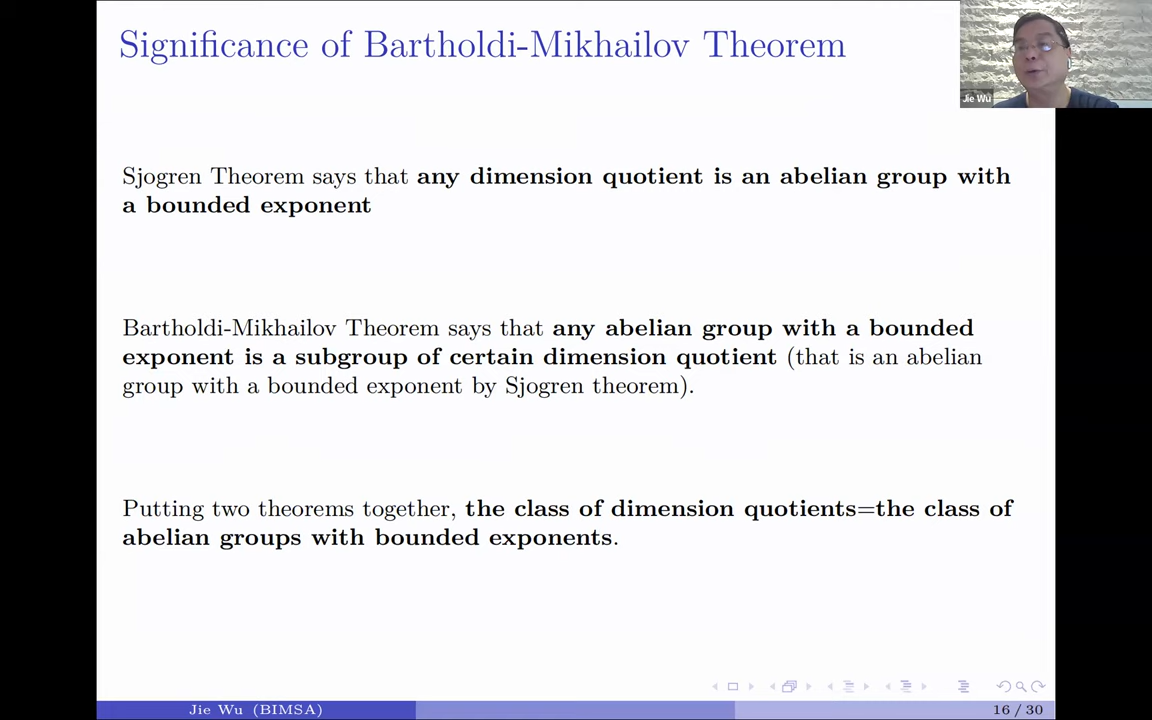 Significance of Bartholdi-Mikhailov Theorem
Jie Wu
Sjogren Theorem says that any dimension quotient is an abelian group with
a bounded exponent
Bartholdi-Mikhailov Theorem says that any abelian group with a bounded
exponent is a subgroup of certain dimension quotient (that is an abelian
group with a bounded exponent by Sjogren theorem).
Putting two theorems together, the class of dimension quotients=the class of
abelian groups with bounded exponents.
Jie Wu (BIMSA)
16 / 30